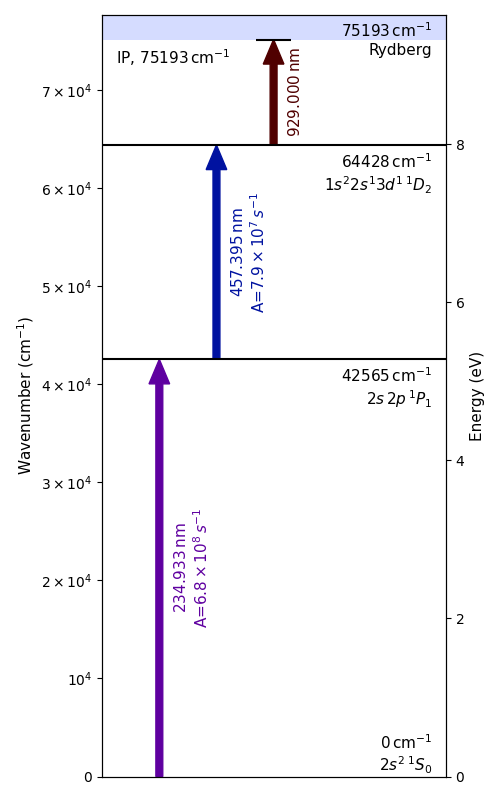 75193 cm⁻¹
Rydberg
IP, 75193 cm⁻¹
929.000 nm
7 × 10⁴
8
64428 cm⁻¹
1s²2s¹3d¹ ¹D₂
6 × 10⁴
457.395 nm
A=7.9 × 10⁷ s⁻¹
5 × 10⁴
6
42565 cm⁻¹
2s 2p ¹P₁
4 × 10⁴
4
Wavenumber (cm⁻¹)
Energy (eV)
3 × 10⁴
234.933 nm
A=6.8 × 10⁸ s⁻¹
2 × 10⁴
2
10⁴
0 cm⁻¹
2s² ¹S₀
0
0